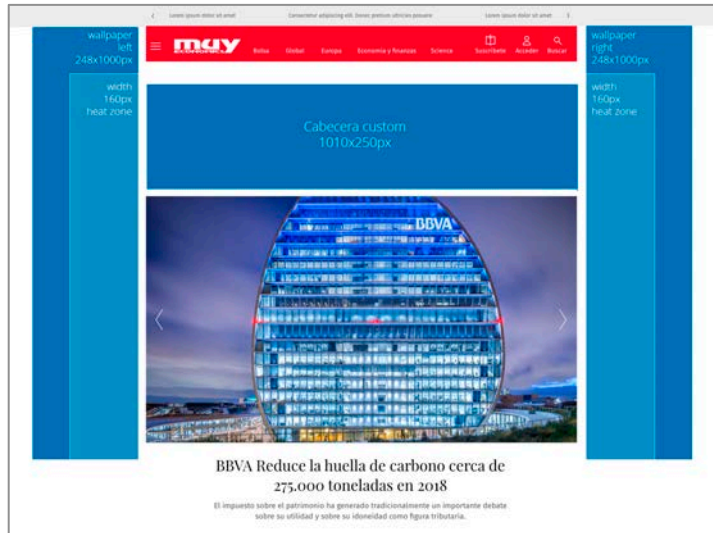 Lorem ipsum dolor sit amet
Consectetur adipiscing elit. Donec pretium ultricies posuere
Lorem ipsum dolor sit amet
wallpaper
left
248x1000px
width
160px
heat zone
muy
Bolsa
Global
Europa
Economía y finanzas
Science
Suscríbete
Acceder
Buscar
wallpaper
right
248x1000px
width
160px
heat zone
Cabecera custom
1010x250px
BBVA
BBVA Reduce la huella de carbono cerca de
275.000 toneladas en 2018
El impuesto sobre el patrimonio ha generado tradicionalmente un importante debate
sobre su utilidad y sobre su idoneidad como figura tributaria.